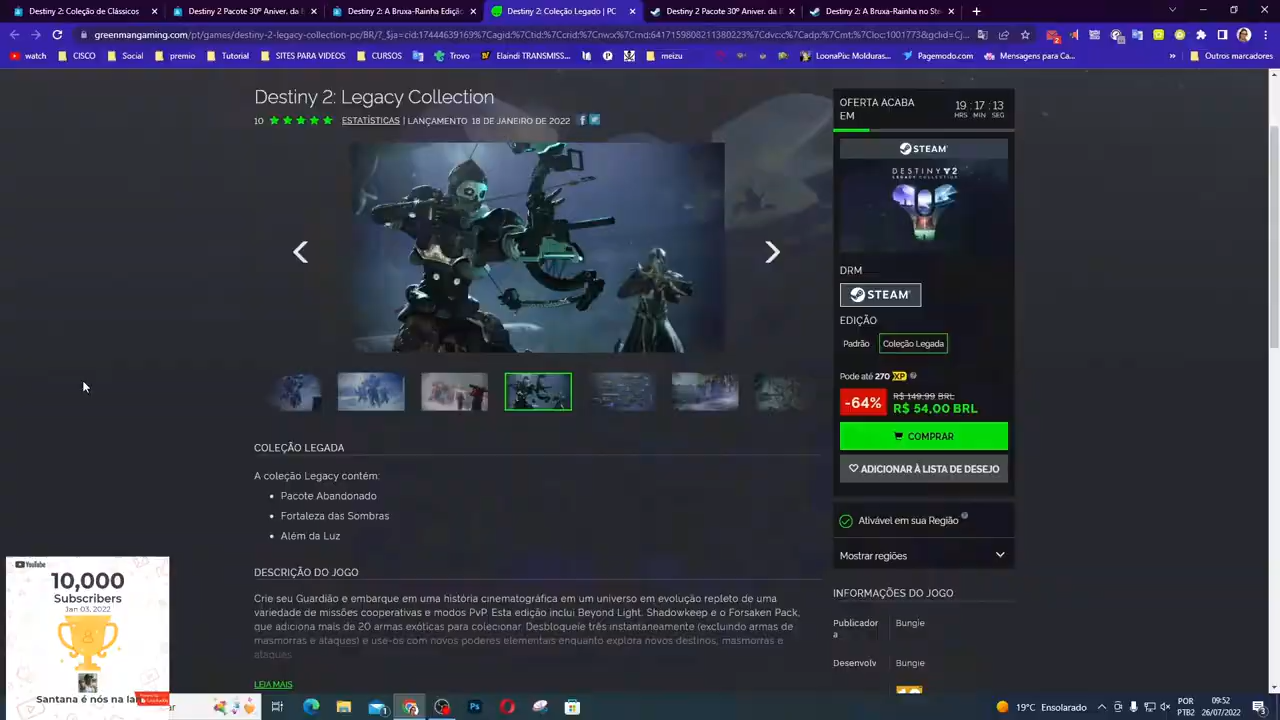 Destiny 2: Coleção de Clássicos
Destiny 2 Pacote 30º Aniver. da B
Destiny 2: A Bruxa-Rainha Edição
Destiny 2: Coleção Legado | PC
Destiny 2 Pacote 30º Aniver. da E
Destiny 2: A Bruxa-Rainha no Ste
greenmangaming.com/pt/games/destiny-2-legacy-collection-pc/
watch
CISCO
Social
premio
Tutorial
SITES PARA VIDEOS
CURSOS
Trovo
Elaindi TRANSMISS...
meizu
LoonaPix Molduras...
Pagemodo.com
Mensagens para Ca...
»
Outros marcadores
Destiny 2: Legacy Collection
10 ESTATÍSTICAS | LANÇAMENTO 18 DE JANEIRO DE 2022
OFERTA ACABA EM
19 : 17 : 13
HRS MIN SEG
STEAM
DESTINY 2
LEGACY COLLECTION
DRM
STEAM
EDIÇÃO
Padrão
Coleção Legada
Pode até 270 XP
-64%
R$ 149,99 BRL
R$ 54,00 BRL
COMPRAR
ADICIONAR À LISTA DE DESEJO
Ativável em sua Região
Mostrar regiões
INFORMAÇÕES DO JOGO
Publicador
a
Bungie
Desenvolv
Bungie
COLEÇÃO LEGADA
A coleção Legacy contém:
Pacote Abandonado
Fortaleza das Sombras
Além da Luz
DESCRIÇÃO DO JOGO
Crie seu Guardião e embarque em uma história cinematográfica em um universo em evolução repleto de uma
variedade de missões cooperativas e modos PvP. Esta edição inclui Beyond Light. Shadowkeep e o Forsaken Pack,
que adiciona mais de 20 armas exóticas para colecionar. Desbloqueie três instantaneamente (excluindo armas de
masmorras e ataques) e use-os com novos poderes elementais enquanto explora novos destinos, masmorras e
ataques.
LEIA MAIS
YouTube
10,000
Subscribers
Jan 03, 2022
Santana é nós na la
ar
19°C Ensolarado
POR
PTB2
09:52
26/07/2022